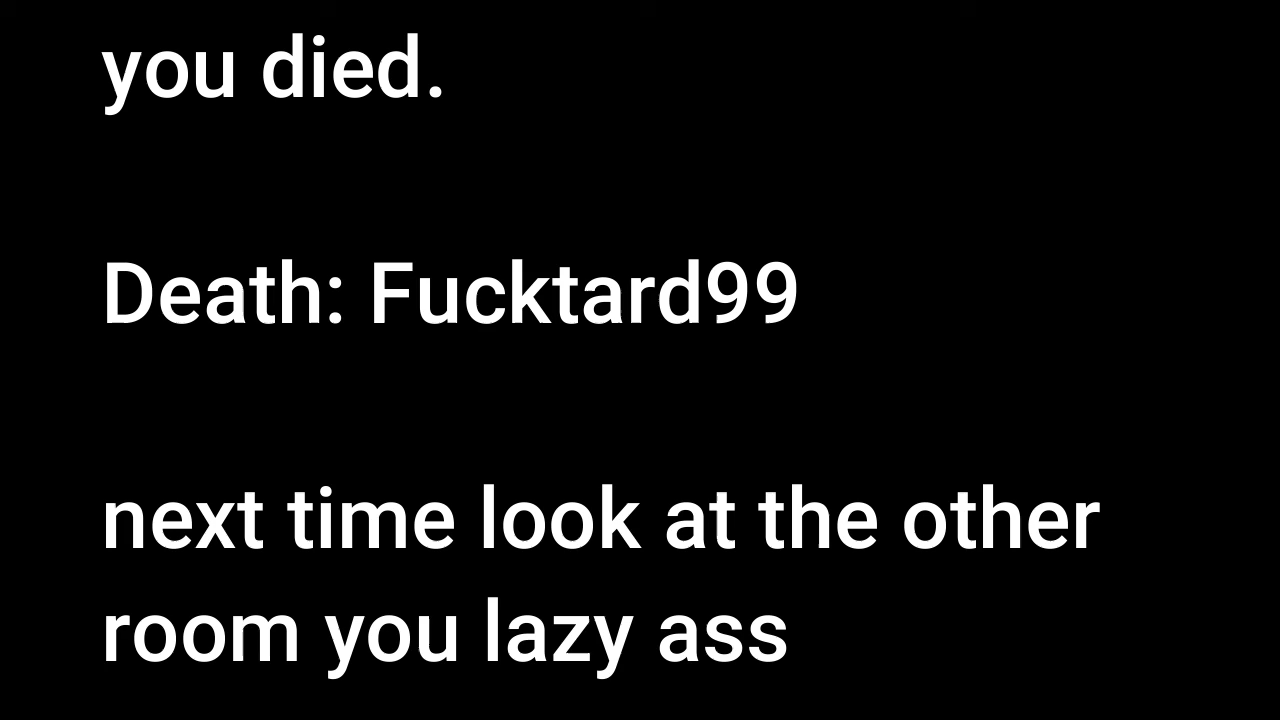 you died.
Death: Fucktard99
next time look at the other
room you lazy ass